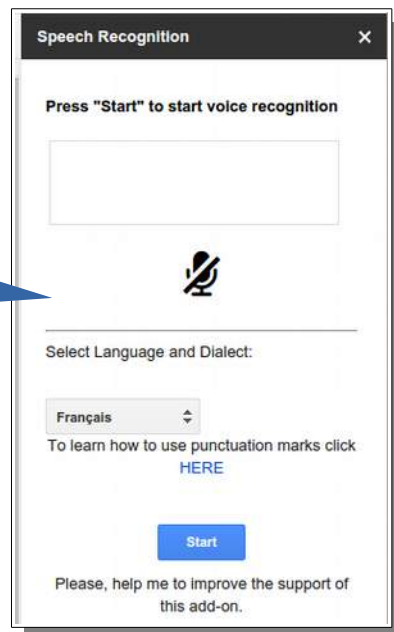 Speech Recognition ×
Press "Start" to start voice recognition
Select Language and Dialect:
Français
To learn how to use punctuation marks click
HERE
Start
Please, help me to improve the support of
this add-on.